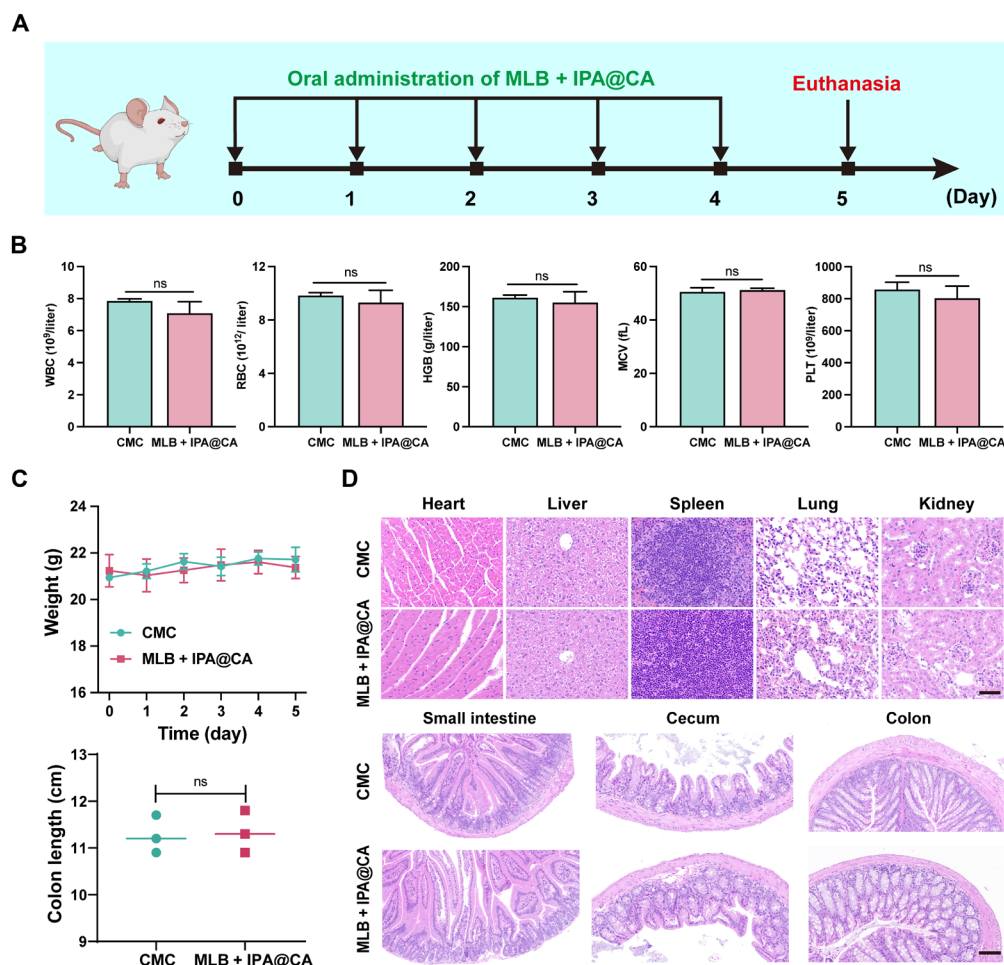 A
Oral administration of MLB + IPA@CA
Euthanasia
0 1 2 3 4 5 (Day)
B
WBC (10⁹/liter)
10
8
6
4
2
0
ns
CMC MLB + IPA@CA
RBC (10¹²/ liter)
12
9
6
3
0
ns
CMC MLB + IPA@CA
HGB (g/liter)
200
150
100
50
0
ns
CMC MLB + IPA@CA
MCV (fL)
60
40
20
0
ns
CMC MLB + IPA@CA
PLT (10⁹/liter)
1000
800
600
400
200
0
ns
CMC MLB + IPA@CA
C
Weight (g)
24
22
20
18
16
CMC
MLB + IPA@CA
0 1 2 3 4 5
Time (day)
Colon length (cm)
13
12
11
10
9
ns
CMC MLB + IPA@CA
D
Heart Liver Spleen Lung Kidney
CMC
MLB + IPA@CA
Small intestine Cecum Colon
CMC
MLB + IPA@CA